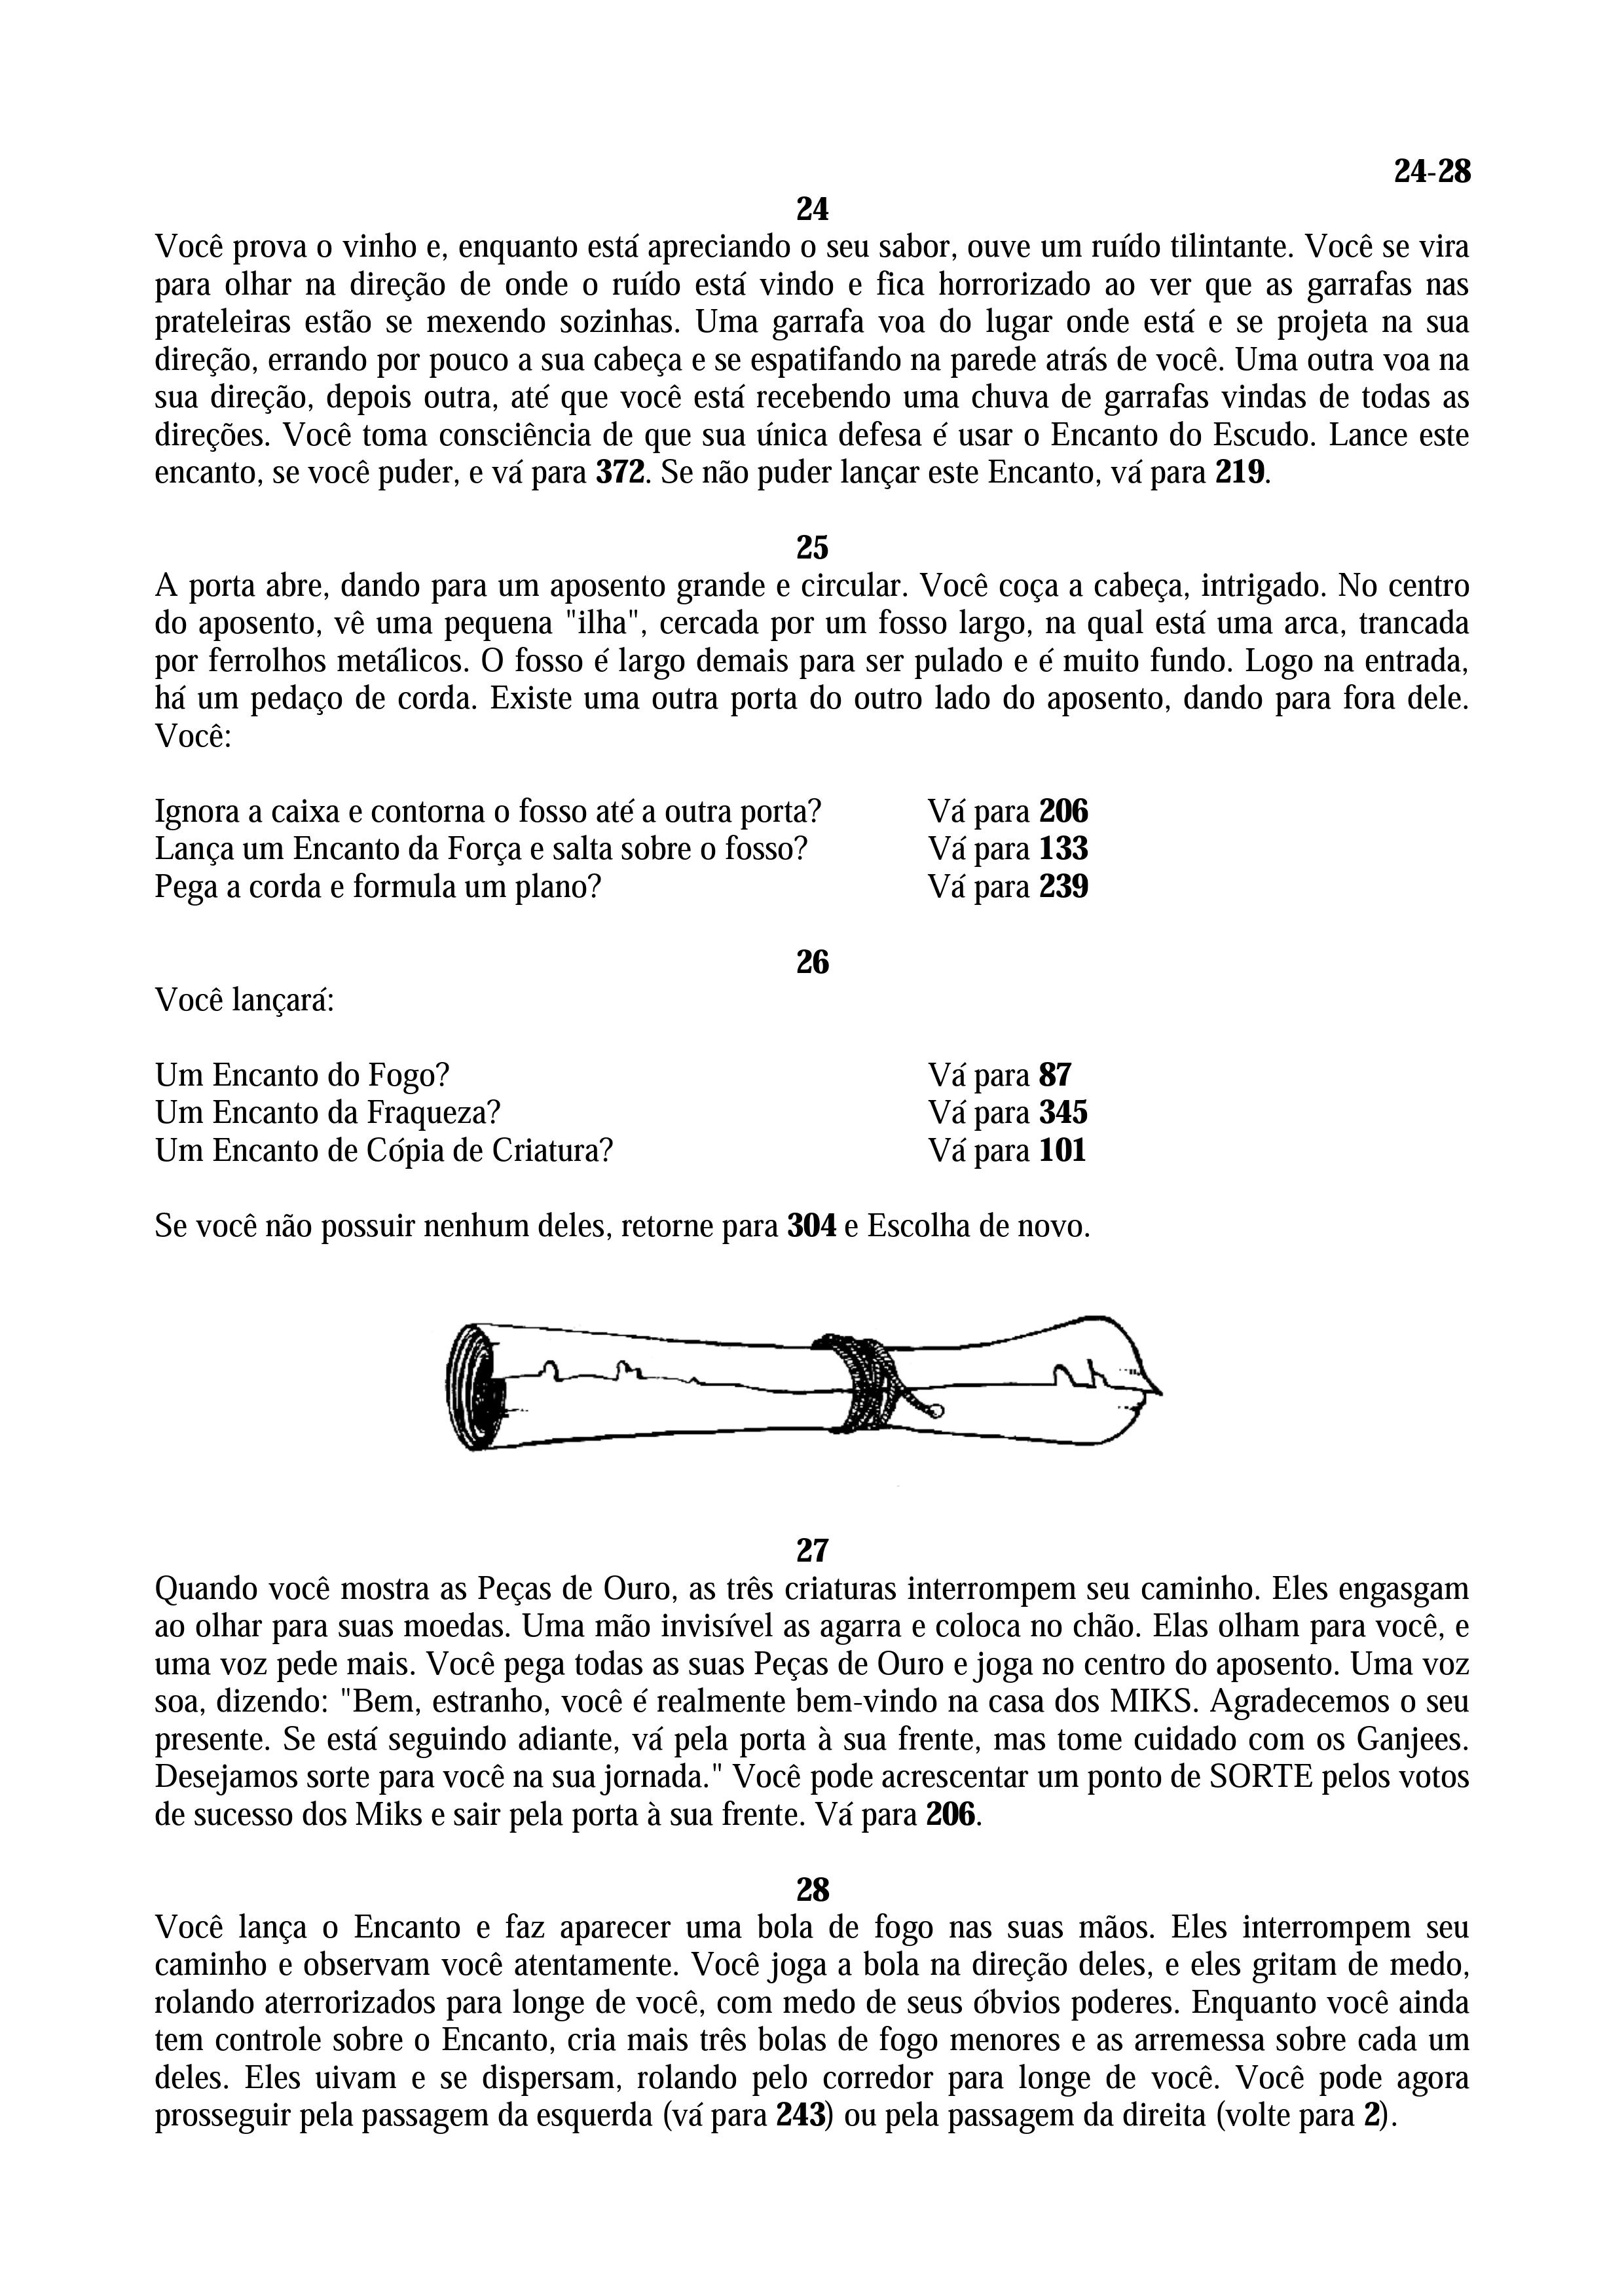 24-28
24
Você prova o vinho e, enquanto está apreciando o seu sabor, ouve um ruído tilintante. Você se vira
para olhar na direção de onde o ruído está vindo e fica horrorizado ao ver que as garrafas nas
prateleiras estão se mexendo sozinhas. Uma garrafa voa do lugar onde está e se projeta na sua
direção, errando por pouco a sua cabeça e se espatifando na parede atrás de você. Uma outra voa na
sua direção, depois outra, até que você está recebendo uma chuva de garrafas vindas de todas as
direções. Você toma consciência de que sua única defesa é usar o Encanto do Escudo. Lance este
encanto, se você puder, e vá para 372. Se não puder lançar este Encanto, vá para 219.
25
A porta abre, dando para um aposento grande e circular. Você coça a cabeça, intrigado. No centro
do aposento, vê uma pequena "ilha", cercada por um fosso largo, na qual está uma arca, trancada
por ferrolhos metálicos. O fosso é largo demais para ser pulado e é muito fundo. Logo na entrada,
há um pedaço de corda. Existe uma outra porta do outro lado do aposento, dando para fora dele.
Você:
Ignora a caixa e contorna o fosso até a outra porta? Vá para 206
Lança um Encanto da Força e salta sobre o fosso? Vá para 133
Pega a corda e formula um plano? Vá para 239
26
Você lançará:
Um Encanto do Fogo? Vá para 87
Um Encanto da Fraqueza? Vá para 345
Um Encanto de Cópia de Criatura? Vá para 101
Se você não possuir nenhum deles, retorne para 304 e Escolha de novo.
27
Quando você mostra as Peças de Ouro, as três criaturas interrompem seu caminho. Eles engasgam
ao olhar para suas moedas. Uma mão invisível as agarra e coloca no chão. Elas olham para você, e
uma voz pede mais. Você pega todas as suas Peças de Ouro e joga no centro do aposento. Uma voz
soa, dizendo: "Bem, estranho, você é realmente bem-vindo na casa dos MIKS. Agradecemos o seu
presente. Se está seguindo adiante, vá pela porta à sua frente, mas tome cuidado com os Ganjees.
Desejamos sorte para você na sua jornada." Você pode acrescentar um ponto de SORTE pelos votos
de sucesso dos Miks e sair pela porta à sua frente. Vá para 206.
28
Você lança o Encanto e faz aparecer uma bola de fogo nas suas mãos. Eles interrompem seu
caminho e observam você atentamente. Você joga a bola na direção deles, e eles gritam de medo,
rolando aterrorizados para longe de você, com medo de seus óbvios poderes. Enquanto você ainda
tem controle sobre o Encanto, cria mais três bolas de fogo menores e as arremessa sobre cada um
deles. Eles uivam e se dispersam, rolando pelo corredor para longe de você. Você pode agora
prosseguir pela passagem da esquerda (vá para 243) ou pela passagem da direita (volte para 2).